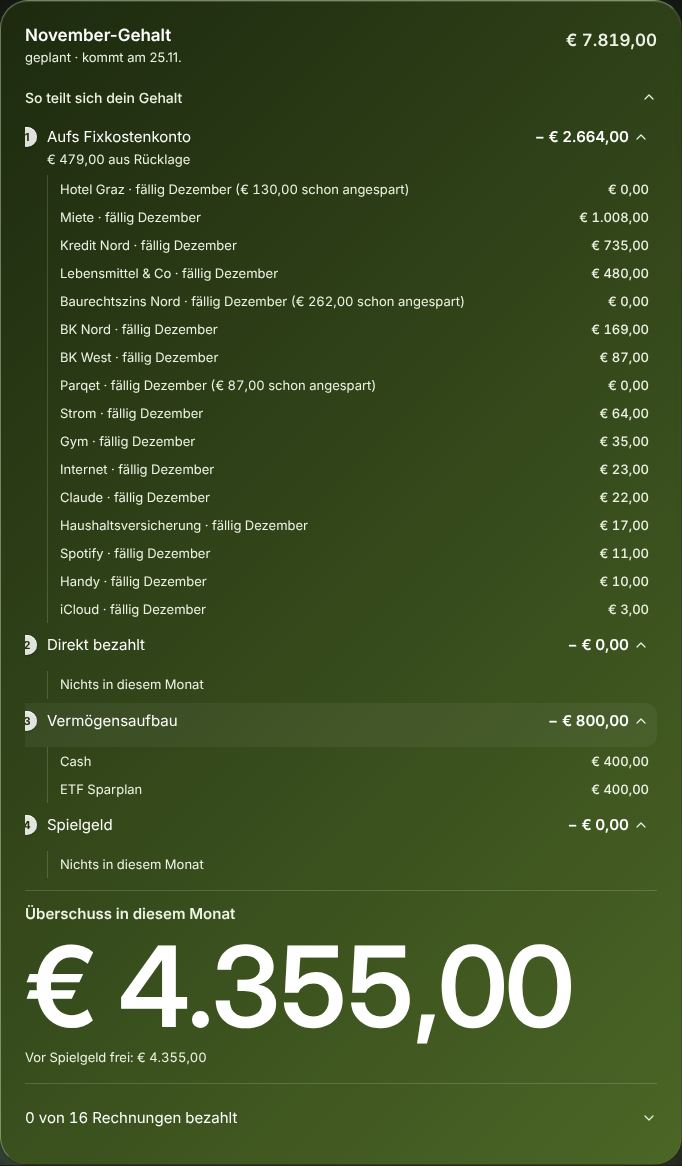 November-Gehalt
€ 7.819,00
geplant · kommt am 25.11.
So teilt sich dein Gehalt
1 Aufs Fixkostenkonto – € 2.664,00
€ 479,00 aus Rücklage
Hotel Graz · fällig Dezember (€ 130,00 schon angespart) € 0,00
Miete · fällig Dezember € 1.008,00
Kredit Nord · fällig Dezember € 735,00
Lebensmittel & Co · fällig Dezember € 480,00
Baurechtszins Nord · fällig Dezember (€ 262,00 schon angespart) € 0,00
BK Nord · fällig Dezember € 169,00
BK West · fällig Dezember € 87,00
Parqet · fällig Dezember (€ 87,00 schon angespart) € 0,00
Strom · fällig Dezember € 64,00
Gym · fällig Dezember € 35,00
Internet · fällig Dezember € 23,00
Claude · fällig Dezember € 22,00
Haushaltsversicherung · fällig Dezember € 17,00
Spotify · fällig Dezember € 11,00
Handy · fällig Dezember € 10,00
iCloud · fällig Dezember € 3,00
2 Direkt bezahlt – € 0,00
Nichts in diesem Monat
3 Vermögensaufbau – € 800,00
Cash € 400,00
ETF Sparplan € 400,00
4 Spielgeld – € 0,00
Nichts in diesem Monat
Überschuss in diesem Monat
€ 4.355,00
Vor Spielgeld frei: € 4.355,00
0 von 16 Rechnungen bezahlt